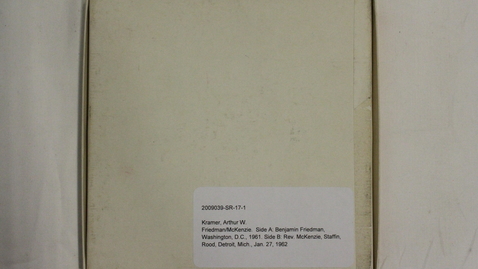 2009039-SR-17-1
Kramer, Arthur W.
Friedman/McKenzie. Side A: Benjamin Friedman,
Washington, D.C., 1961. Side B: Rev. McKenzie, Staffin,
Rood, Detroit, Mich., Jan. 27, 1962